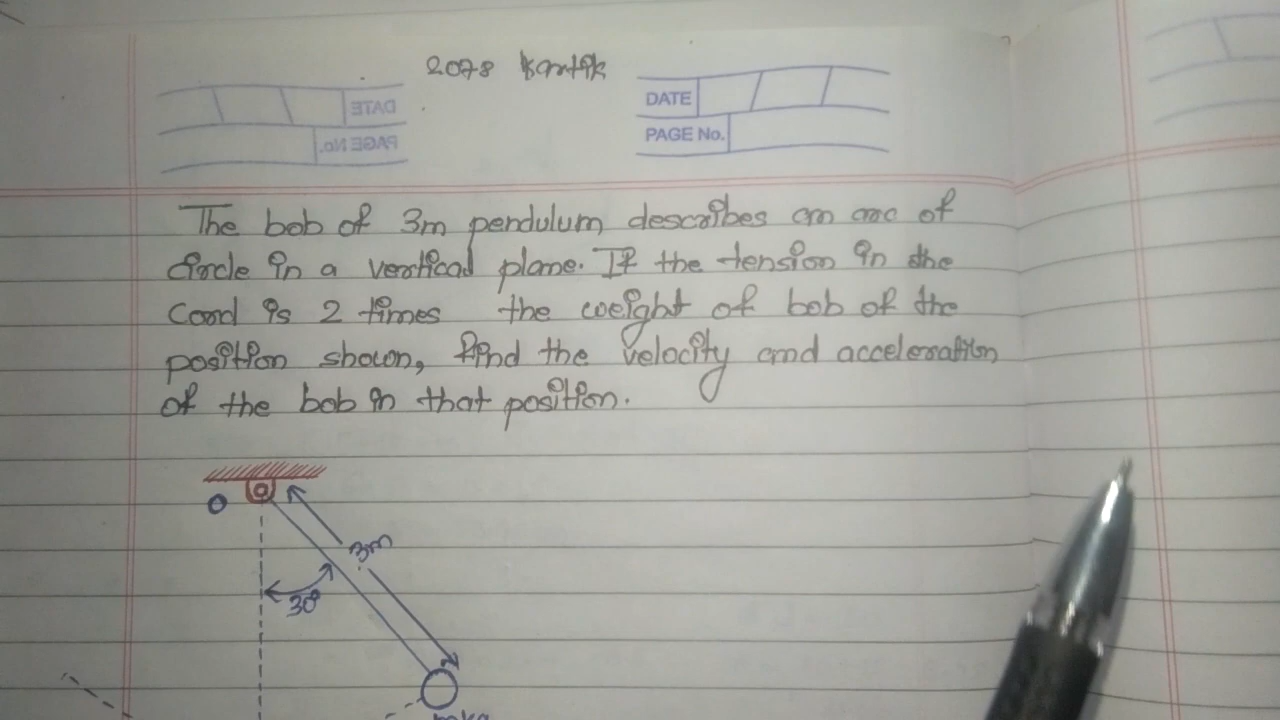 2078 Kartik
DATE
PAGE No.
DATE
PAGE No.
The bob of 3m pendulum describes an arc of
circle in a vertical plane. If the tension in the
cord is 2 times the weight of bob of the
position shown, find the velocity and acceleration
of the bob in that position.
O
3m
30°
mkg